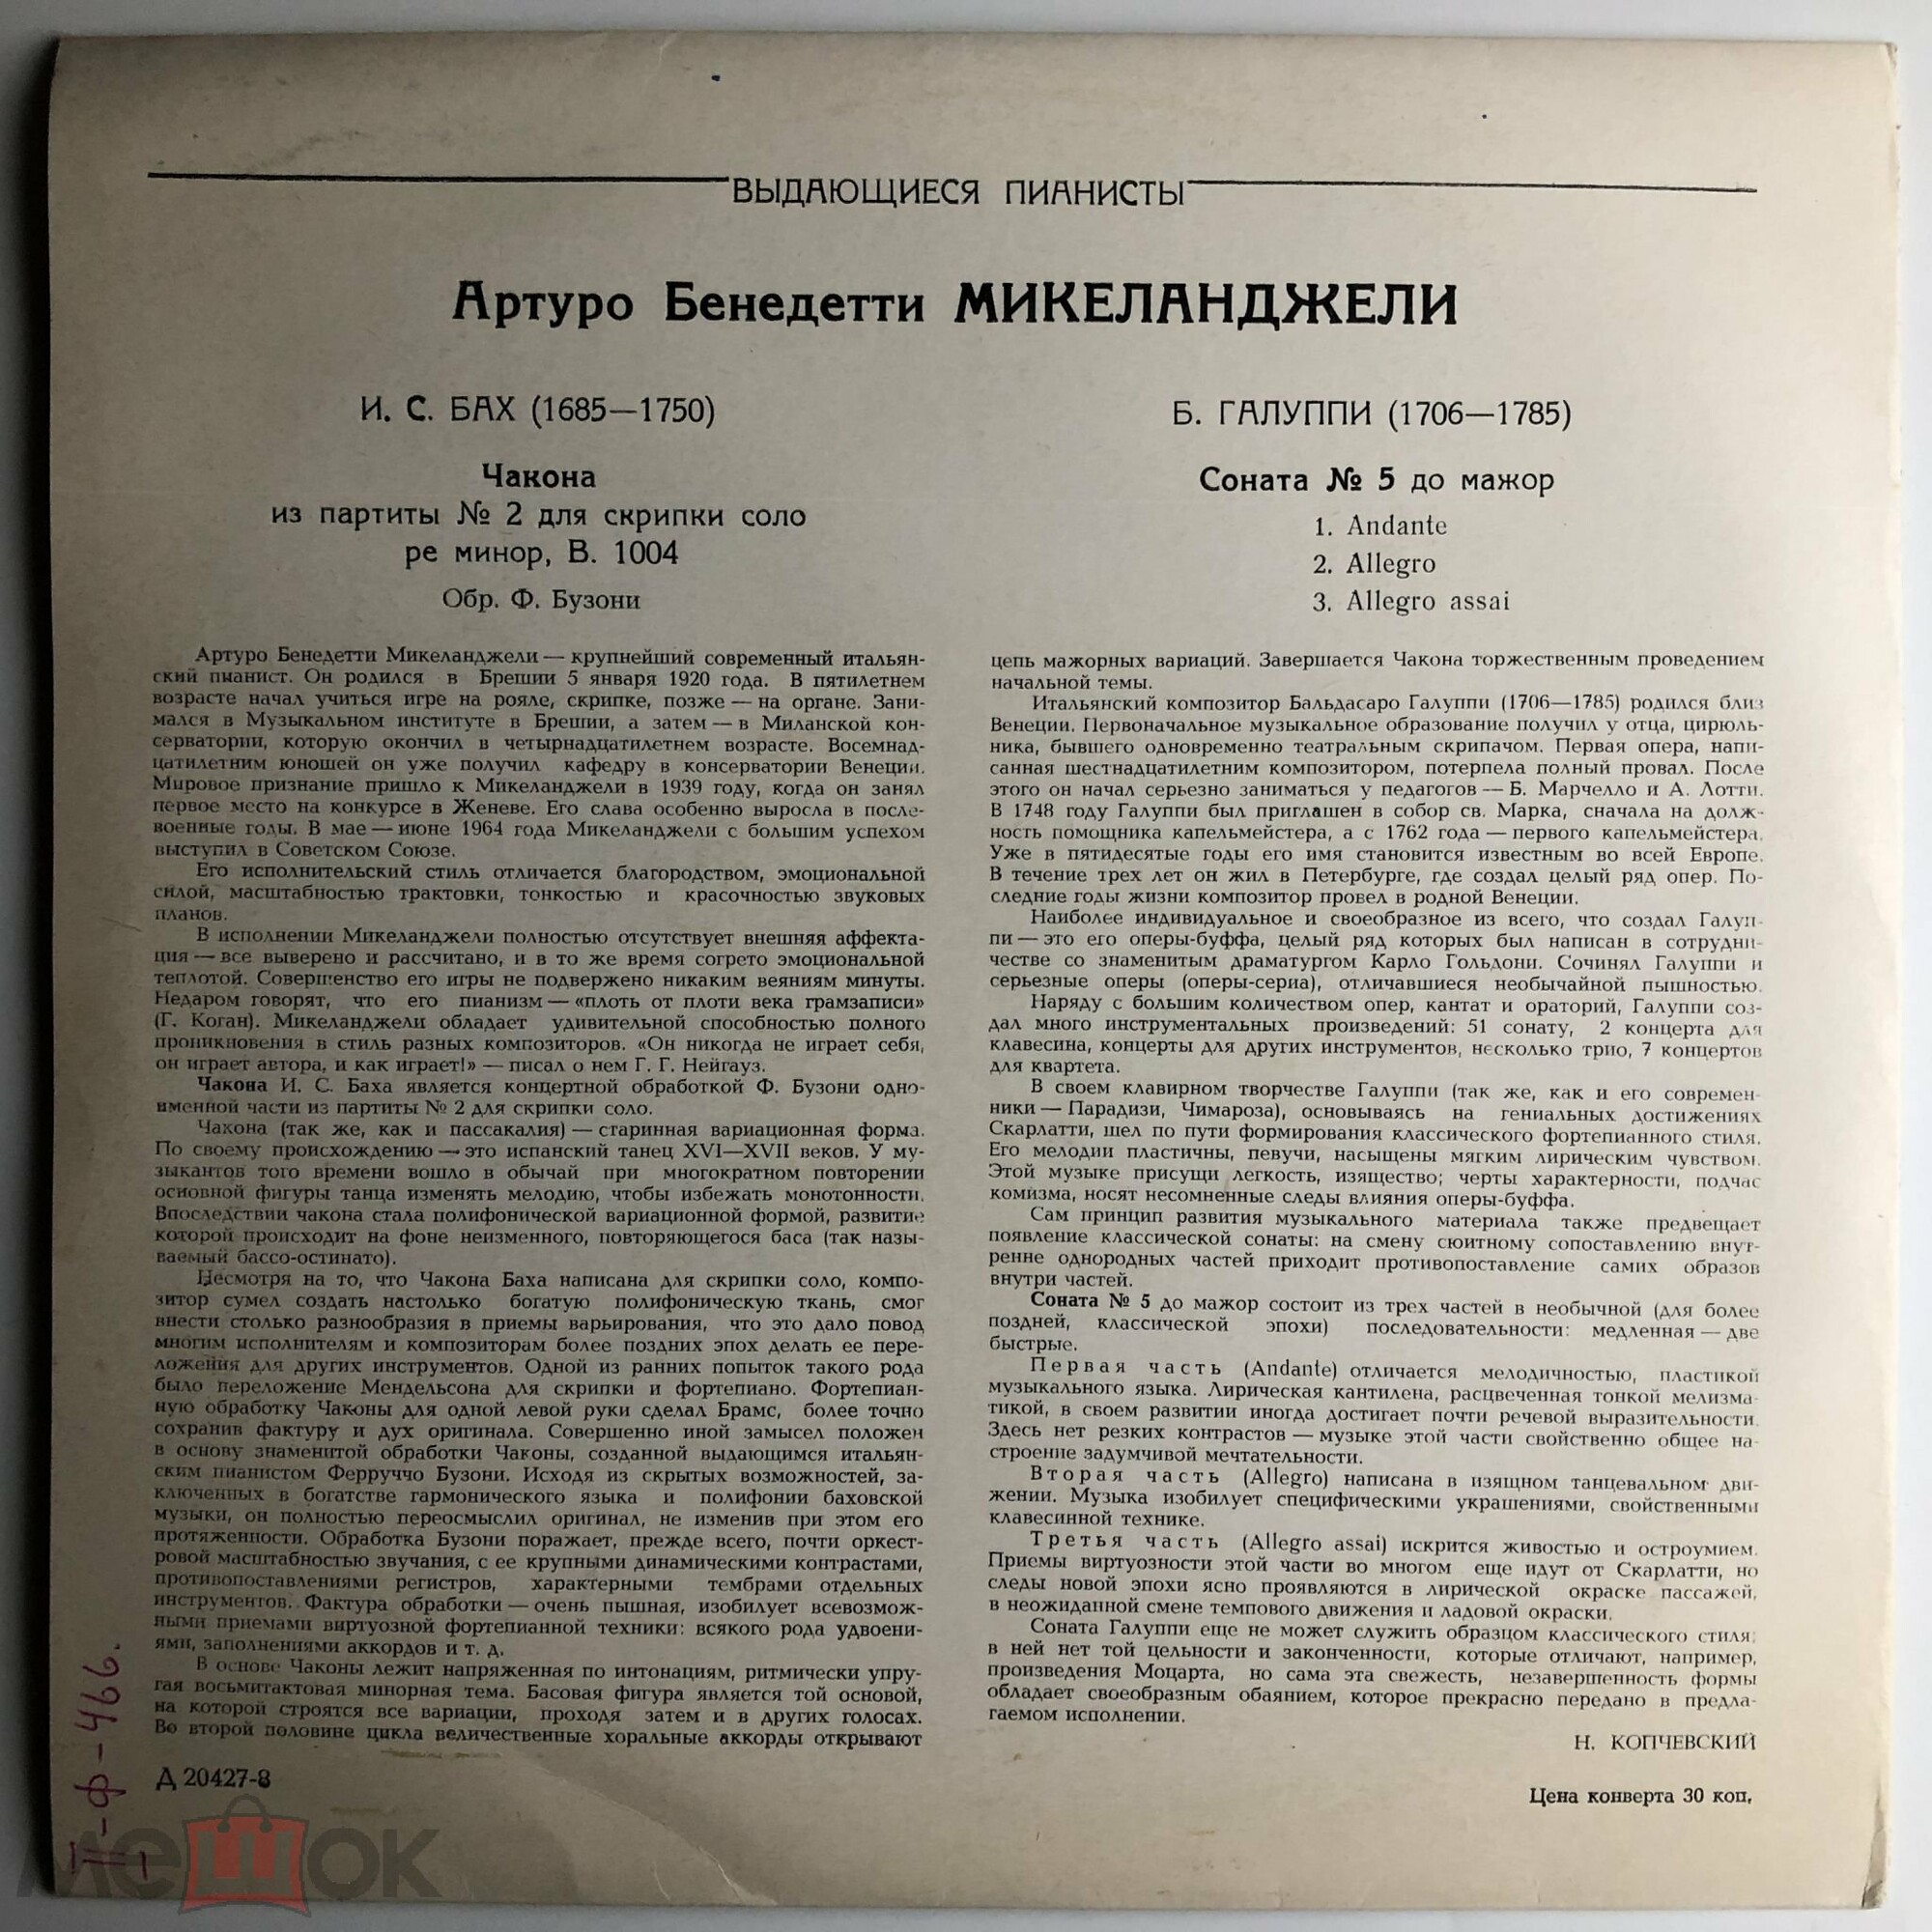 ВЫДАЮЩИЕСЯ ПИАНИСТЫ
Артуро Бенедетти МИКЕЛАНДЖЕЛИ
И. С. БАХ (1685—1750)
Чакона
из партиты № 2 для скрипки соло
ре минор, В. 1004
Обр. Ф. Бузони
Артуро Бенедетти Микеланджели — крупнейший современный итальян-
ский пианист. Он родился в Брешии 5 января 1920 года. В пятилетнем
возрасте начал учиться игре на рояле, скрипке, позже — на органе. Зани-
мался в Музыкальном институте в Брешии, а затем — в Миланской кон-
серватории, которую окончил в четырнадцатилетнем возрасте. Восемнад-
цатилетним юношей он уже получил кафедру в консерватории Венеции.
Мировое признание пришло к Микеланджели в 1939 году, когда он занял
первое место на конкурсе в Женеве. Его слава особенно выросла в после-
военные годы. В мае — июне 1964 года Микеланджели с большим успехом
выступил в Советском Союзе.
Его исполнительский стиль отличается благородством, эмоциональной
силой, масштабностью трактовки, тонкостью и красочностью звуковых
планов.
В исполнении Микеланджели полностью отсутствует внешняя аффекта-
ция — все выверено и рассчитано, и в то же время согрето эмоциональной
теплотой. Совершенство его игры не подвержено никаким веяниям минуты.
Недаром говорят, что его пианизм — «плоть от плоти века грамзаписи»
(Г. Коган). Микеланджели обладает удивительной способностью полного
проникновения в стиль разных композиторов. «Он никогда не играет себя,
он играет автора, и как играет!» — писал о нем Г. Г. Нейгауз.
Чакона И. С. Баха является концертной обработкой Ф. Бузони одно-
именной части из партиты № 2 для скрипки соло.
Чакона (так же, как и пассакалия) — старинная вариационная форма.
По своему происхождению — это испанский танец XVI—XVII веков. У му-
зыкантов того времени вошло в обычай при многократном повторении
основной фигуры танца изменять мелодию, чтобы избежать монотонности.
Впоследствии чакона стала полифонической вариационной формой, развитие
которой происходит на фоне неизменного, повторяющегося баса (так назы-
ваемый бассо-остинато).
Несмотря на то, что Чакона Баха написана для скрипки соло, компо-
зитор сумел создать настолько богатую полифоническую ткань, смог
внести столько разнообразия в приемы варьирования, что это дало повод
многим исполнителям и композиторам более поздних эпох делать ее пере-
ложения для других инструментов. Одной из ранних попыток такого рода
было переложение Мендельсона для скрипки и фортепиано. Фортепиан-
ную обработку Чаконы для одной левой руки сделал Брамс, более точно
сохранив фактуру и дух оригинала. Совершенно иной замысел положен
в основу знаменитой обработки Чаконы, созданной выдающимся итальян-
ским пианистом Ферруччо Бузони. Исходя из скрытых возможностей, за-
ключенных в богатстве гармонического языка и полифонии баховской
музыки, он полностью переосмыслил оригинал, не изменив при этом его
протяженности. Обработка Бузони поражает, прежде всего, почти оркест-
ровой масштабностью звучания, с ее крупными динамическими контрастами,
противопоставлениями регистров, характерными тембрами отдельных
инструментов. Фактура обработки — очень пышная, изобилует всевозмож-
ными приемами виртуозной фортепианной техники: всякого рода удвоени-
ями, заполнениями аккордов и т. д.
В основе Чаконы лежит напряженная по интонациям, ритмически упру-
гая восьмитактовая минорная тема. Басовая фигура является той основой,
на которой строятся все вариации, проходя затем и в других голосах.
Во второй половине цикла величественные хоральные аккорды открывают
Д 20427-8
Б. ГАЛУППИ (1706—1785)
Соната № 5 до мажор
1. Andante
2. Allegro
3. Allegro assai
цепь мажорных вариаций. Завершается Чакона торжественным проведением
начальной темы.
Итальянский композитор Бальдасаро Галуппи (1706—1785) родился близ
Венеции. Первоначальное музыкальное образование получил у отца, цирюль-
ника, бывшего одновременно театральным скрипачом. Первая опера, напи-
санная шестнадцатилетним композитором, потерпела полный провал. После
этого он начал серьезно заниматься у педагогов — Б. Марчелло и А. Лотти.
В 1748 году Галуппи был приглашен в собор св. Марка, сначала на долж-
ность помощника капельмейстера, а с 1762 года — первого капельмейстера.
Уже в пятидесятые годы его имя становится известным во всей Европе.
В течение трех лет он жил в Петербурге, где создал целый ряд опер. По-
следние годы жизни композитор провел в родной Венеции.
Наиболее индивидуальное и своеобразное из всего, что создал Галуп-
пи — это его оперы-буффа, целый ряд которых был написан в сотрудни-
честве со знаменитым драматургом Карло Гольдони. Сочинял Галуппи и
серьезные оперы (оперы-сериа), отличавшиеся необычайной пышностью.
Наряду с большим количеством опер, кантат и ораторий, Галуппи соз-
дал много инструментальных произведений: 51 сонату, 2 концерта для
клавесина, концерты для других инструментов, несколько трио, 7 концертов
для квартета.
В своем клавирном творчестве Галуппи (так же, как и его современ-
ники — Парадизи, Чимароза), основываясь на гениальных достижениях
Скарлатти, шел по пути формирования классического фортепианного стиля.
Его мелодии пластичны, певучи, насыщены мягким лирическим чувством.
Этой музыке присущи легкость, изящество; черты характерности, подчас
комизма, носят несомненные следы влияния оперы-буффа.
Сам принцип развития музыкального материала также предвещает
появление классической сонаты: на смену сюитному сопоставлению внут-
ренне однородных частей приходит противопоставление самих образов
внутри частей.
Соната № 5 до мажор состоит из трех частей в необычной (для более
поздней, классической эпохи) последовательности: медленная — две
быстрые.
Первая часть (Andante) отличается мелодичностью, пластикой
музыкального языка. Лирическая кантилена, расцвеченная тонкой мелизма-
тикой, в своем развитии иногда достигает почти речевой выразительности.
Здесь нет резких контрастов — музыке этой части свойственно общее на-
строение задумчивой мечтательности.
Вторая часть (Allegro) написана в изящном танцевальном дви-
жении. Музыка изобилует специфическими украшениями, свойственными
клавесинной технике.
Третья часть (Allegro assai) искрится живостью и остроумием.
Приемы виртуозности этой части во многом еще идут от Скарлатти, но
следы новой эпохи ясно проявляются в лирической окраске пассажей,
в неожиданной смене темпового движения и ладовой окраски.
Соната Галуппи еще не может служить образцом классического стиля:
в ней нет той цельности и законченности, которые отличают, например,
произведения Моцарта, но сама эта свежесть, незавершенность формы
обладает своеобразным обаянием, которое прекрасно передано в предла-
гаемом исполнении.
Н. КОПЧЕВСКИЙ
Цена конверта 30 коп.
II-ф-466.
мешок